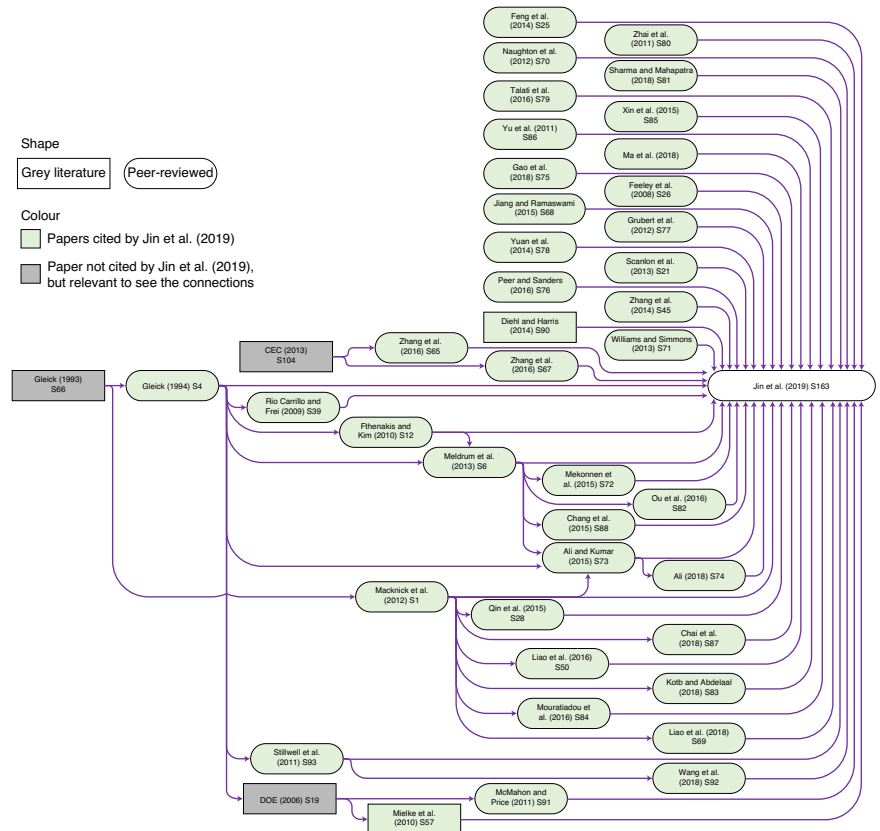 Feng et al.
(2014) S25
Zhai et al.
(2011) S80
Naughton et al.
(2012) S70
Sharma and Mahapatra
(2018) S81
Talati et al.
(2016) S79
Xin et al. (2015)
S85
Yu et al. (2011)
S86
Ma et al. (2018)
Gao et al.
(2018) S75
Feeley et al.
(2008) S26
Jiang and Ramaswami
(2015) S68
Grubert et al.
(2012) S77
Yuan et al.
(2014) S78
Scanlon et al.
(2013) S21
Peer and Sanders
(2016) S76
Zhang et al.
(2014) S45
Diehl and Harris
(2014) S90
Williams and Simmons
(2013) S71
Shape
Grey literature
Peer-reviewed
Colour
Papers cited by Jin et al. (2019)
Paper not cited by Jin et al. (2019),
but relevant to see the connections
CEC (2013)
S104
Zhang et al.
(2016) S65
Zhang et al.
(2016) S67
Gleick (1993)
S66
Gleick (1994) S4
Jin et al. (2019) S163
Rio Carrillo and
Frei (2009) S39
Fthenakis and
Kim (2010) S12
Meldrum et al.
(2013) S6
Mekonnen et
al. (2015) S72
Ou et al. (2016)
S82
Chang et al.
(2015) S88
Ali and Kumar
(2015) S73
Ali (2018) S74
Macknick et al.
(2012) S1
Qin et al. (2015)
S28
Chai et al.
(2018) S87
Liao et al. (2016)
S50
Kotb and Abdelaal
(2018) S83
Mouratiadou et
al. (2016) S84
Liao et al. (2018)
S69
Stillwell et al.
(2011) S93
Wang et al.
(2018) S92
DOE (2006) S19
McMahon and
Price (2011) S91
Mielke et al.
(2010) S57